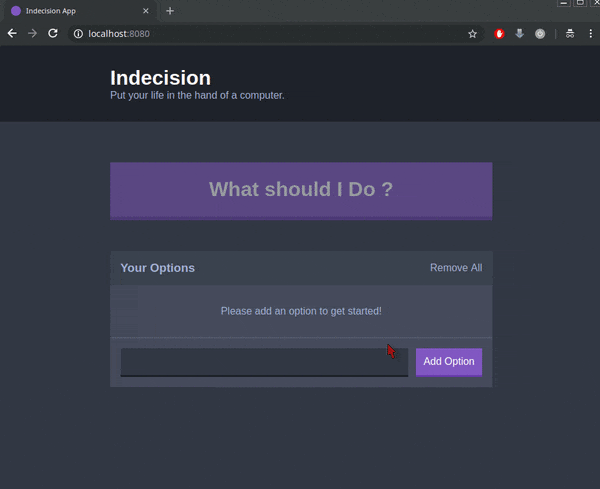 Indecision App
localhost:8080
Indecision
Put your life in the hand of a computer.
What should I Do ?
Your Options
Remove All
Please add an option to get started!
Add Option